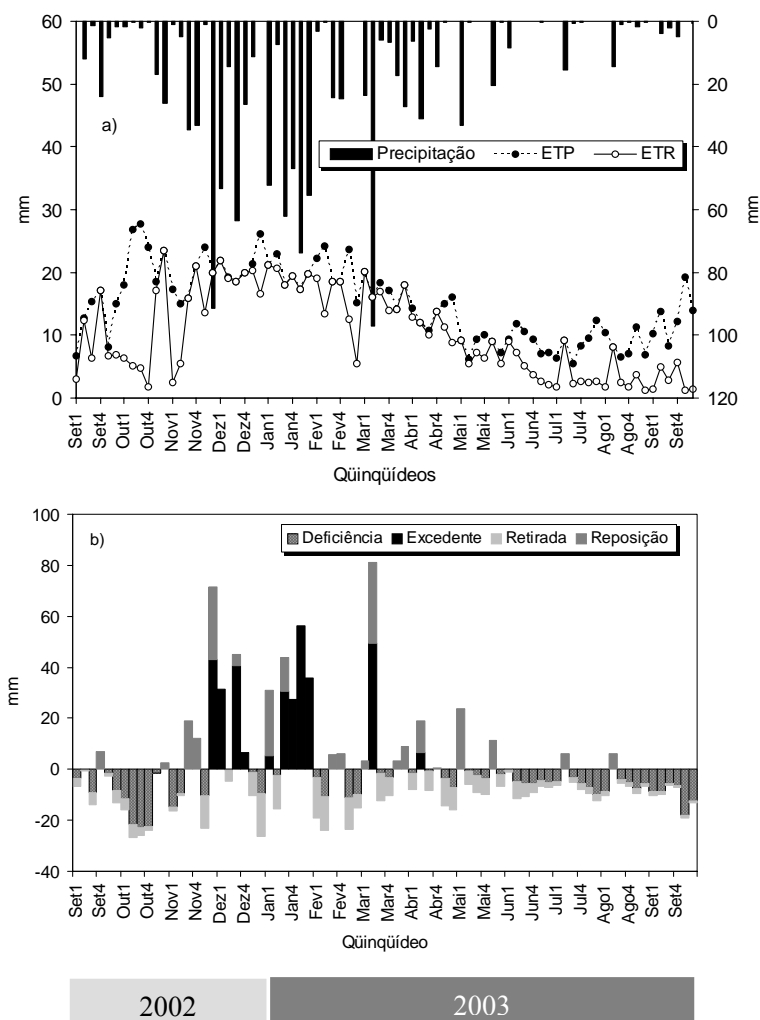 60
50
40
30
20
10
0
mm
0
20
40
60
80
100
120
mm
a)
Precipitação ETP ETR
Set1 Set4 Out1 Out4 Nov1 Nov4 Dez1 Dez4 Jan1 Jan4 Fev1 Fev4 Mar1 Mar4 Abr1 Abr4 Mai1 Mai4 Jun1 Jun4 Jul1 Jul4 Ago1 Ago4 Set1 Set4
Qüinqüídeos
100
80
60
40
20
0
-20
-40
mm
b)
Deficiência Excedente Retirada Reposição
Set1 Set4 Out1 Out4 Nov1 Nov4 Dez1 Dez4 Jan1 Jan4 Fev1 Fev4 Mar1 Mar4 Abr1 Abr4 Mai1 Mai4 Jun1 Jun4 Jul1 Jul4 Ago1 Ago4 Set1 Set4
Qüinqüídeo
2002 2003